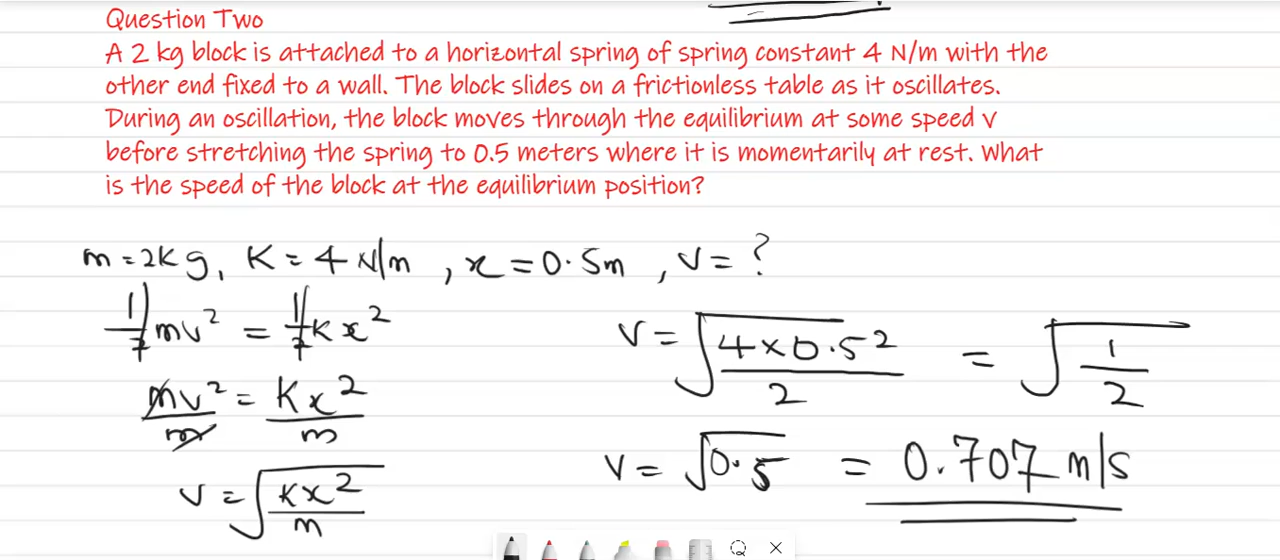 Question Two
A 2 kg block is attached to a horizontal spring of spring constant 4 N/m with the
other end fixed to a wall. The block slides on a frictionless table as it oscillates.
During an oscillation, the block moves through the equilibrium at some speed v
before stretching the spring to 0.5 meters where it is momentarily at rest. What
is the speed of the block at the equilibrium position?
m = 2kg, K = 4 N/m, x = 0.5m, v = ?
1/2 mv² = 1/2 Kx²
mv²/m = Kx²/m
v = √(Kx²/m)
v = √(4×0.5²/2) = √(1/2)
v = √0.5 = 0.707 m/s